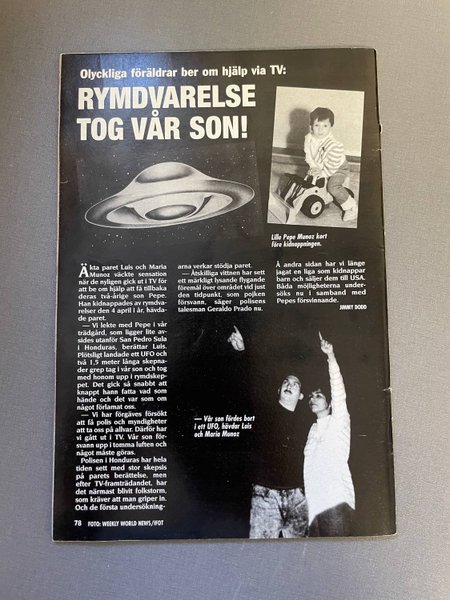 Olyckliga föräldrar ber om hjälp via TV:
RYMDVARELSE
TOG VÅR SON!
Lille Pepe Munoz kort
före kidnappningen.
Äkta paret Luis och Maria
Munoz väckte sensation
när de nyligen gick ut i TV för
att be om hjälp att få tillbaka
deras två-årige son Pepe.
Han kidnappades av rymdva-
relser den 4 april i år, hävda-
de paret.
— Vi lekte med Pepe i vår
trädgård, som ligger lite av-
sides utanför San Pedro Sula
i Honduras, berättar Luis.
Plötsligt landade ett UFO och
två 1,5 meter långa skepna-
der grep tag i vår son och tog
med honom upp i rymdskep-
pet. Det gick så snabbt att
knappt hann fatta vad som
hände och det var som om
något förlamat oss.
— Vi har förgäves försökt
att få polis och myndigheter
att ta oss på allvar. Därför har
vi gått ut i TV. Vår son för-
svann upp i tomma luften och
något måste göras.
Polisen i Honduras har hela
tiden sett med stor skepsis
på parets berättelse, men
efter TV-framträdandet, har
det närmast blivit folkstorm,
som kräver att man griper in.
Och de första undersökning-
arna verkar stödja paret.
— Åtskilliga vittnen har sett
ett märkligt lysande flygande
föremål över området vid just
den tidpunkt, som pojken
försvann, säger polisens
talesman Geraldo Prado nu.
Å andra sidan har vi länge
jagat en liga som kidnappar
barn och säljer dem till USA.
Båda möjligheterna under-
söks nu i samband med
Pepes försvinnande.
JIMMY DODD
— Vår son fördes bort
i ett UFO, hävdar Luis
och Maria Munoz
78 FOTO: WEEKLY WORLD NEWS/IFOT